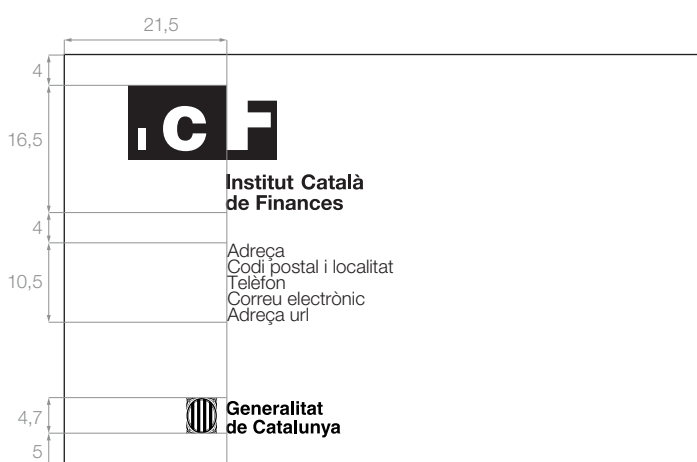 21,5
4
16,5
ICF
Institut Català
de Finances
4
10,5
Adreça
Codi postal i localitat
Telèfon
Correu electrònic
Adreça url
4,7
Generalitat
de Catalunya
5